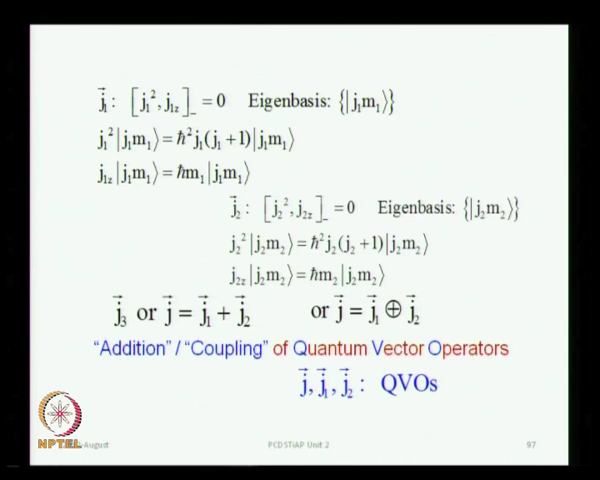 j⃗₁ : [j₁², j₁z]₋ = 0 Eigenbasis: {|j₁m₁⟩}
j₁²|j₁m₁⟩ = ℏ²j₁(j₁ + 1)|j₁m₁⟩
j₁z|j₁m₁⟩ = ℏm₁|j₁m₁⟩
j⃗₂ : [j₂², j₂z]₋ = 0 Eigenbasis: {|j₂m₂⟩}
j₂²|j₂m₂⟩ = ℏ²j₂(j₂ + 1)|j₂m₂⟩
j₂z|j₂m₂⟩ = ℏm₂|j₂m₂⟩
j⃗₃ or j⃗ = j⃗₁ + j⃗₂ or j⃗ = j⃗₁ ⊕ j⃗₂
“Addition” / “Coupling” of Quantum Vector Operators
j⃗, j⃗₁, j⃗₂ : QVOs
NPTEL
August
PCDSTiAP Unit 2
97